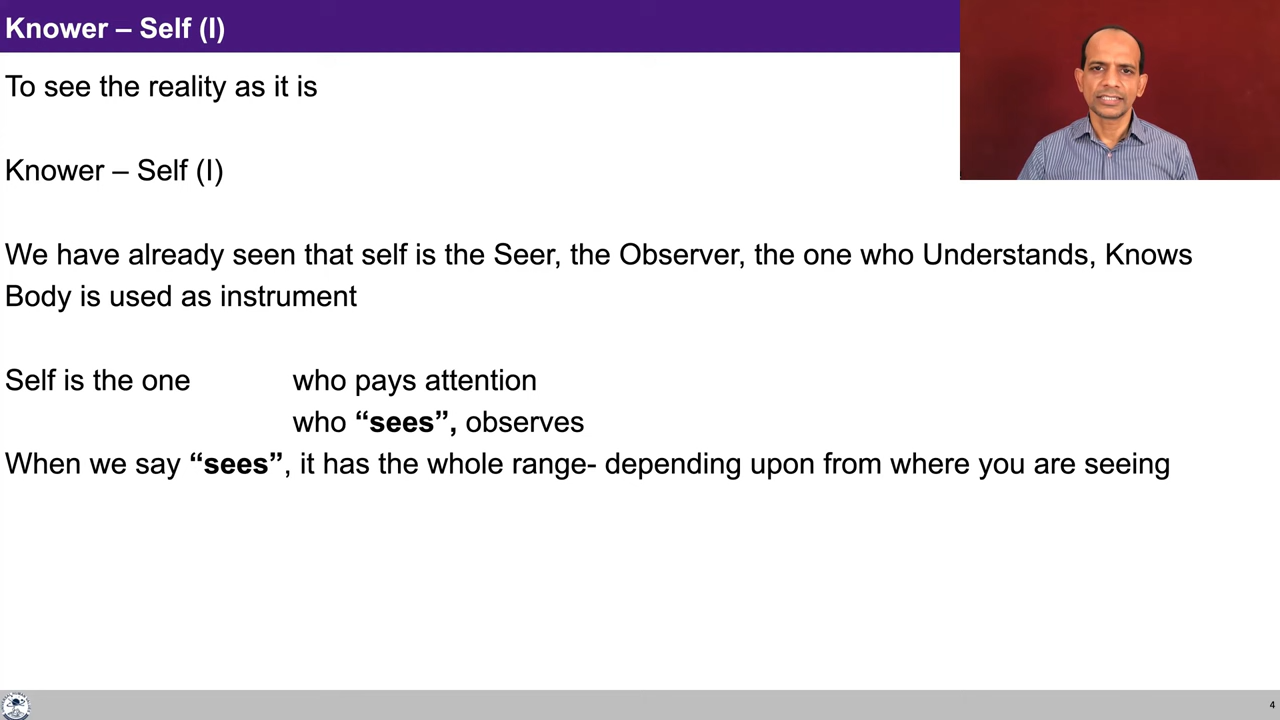 Knower – Self (I)
To see the reality as it is
Knower – Self (I)
We have already seen that self is the Seer, the Observer, the one who Understands, Knows
Body is used as instrument
Self is the one who pays attention
who “sees”, observes
When we say “sees”, it has the whole range- depending upon from where you are seeing
4